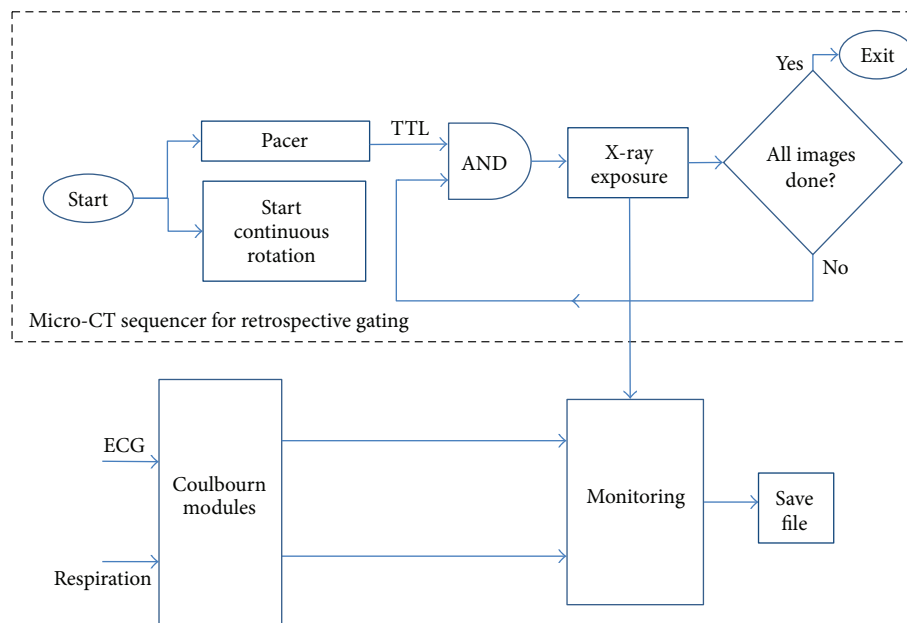 Yes
Exit
Pacer
TTL
AND
X-ray
exposure
All images
done?
Start
Start
continuous
rotation
No
Micro-CT sequencer for retrospective gating
ECG
Coulbourn
modules
Monitoring
Save
file
Respiration